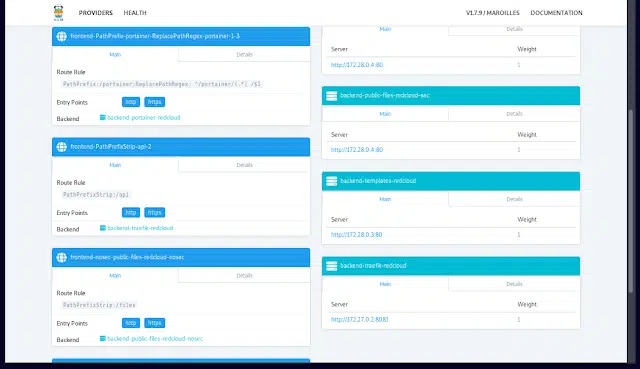 PROVIDERS HEALTH V1.7.9 / MAROILLES DOCUMENTATION
frontend-PathPrefix-portainer-ReplacePathRegex-portainer-1-3
Main Details
Route Rule
PathPrefix:/portainer;ReplacePathRegex: ^/portainer/(.*) /$1
Entry Points http https
Backend backend-portainer-redcloud
frontend-PathPrefixStrip-api-2
Main Details
Route Rule
PathPrefixStrip:/api
Entry Points http https
Backend backend-traefik-redcloud
frontend-nosec-public-files-redcloud-nosec
Main Details
Route Rule
PathPrefixStrip:/files
Entry Points http https
Backend backend-public-files-redcloud-nosec
Main Details
Server Weight
http://172.28.0.4:80 1
backend-public-files-redcloud-sec
Main Details
Server Weight
http://172.28.0.4:80 1
backend-templates-redcloud
Main Details
Server Weight
http://172.28.0.3:80 1
backend-traefik-redcloud
Main Details
Server Weight
http://172.27.0.2:8080 1